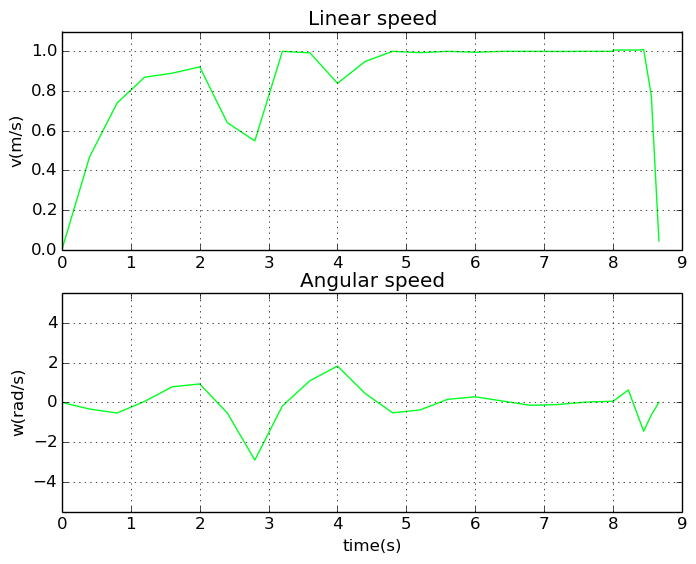 Linear speed
v(m/s)
1.0
0.8
0.6
0.4
0.2
0.0
0 1 2 3 4 5 6 7 8 9
Angular speed
w(rad/s)
4
2
0
−2
−4
0 1 2 3 4 5 6 7 8 9
time(s)